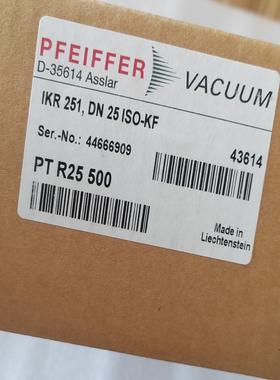 PFEIFFER VACUUM
D-35614 Asslar
IKR 251, DN 25 ISO-KF
Ser.-No.: 44666909
43614
PT R25 500
Made in
Liechtenstein